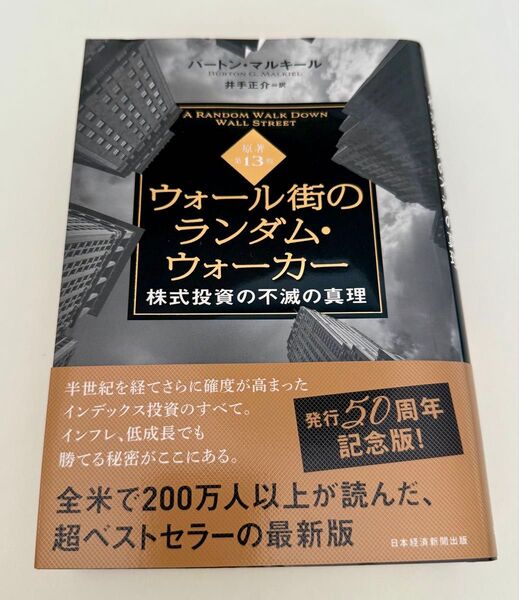 バートン・マルキール
BURTON G. MALKIEL
井手正介=訳
A RANDOM WALK DOWN
WALL STREET
原著
第13版
ウォール街の
ランダム・
ウォーカー
株式投資の不滅の真理
半世紀を経てさらに確度が高まった
インデックス投資のすべて。
インフレ、低成長でも
勝てる秘密がここにある。
発行50周年
記念版!
全米で200万人以上が読んだ、
超ベストセラーの最新版
日本経済新聞出版